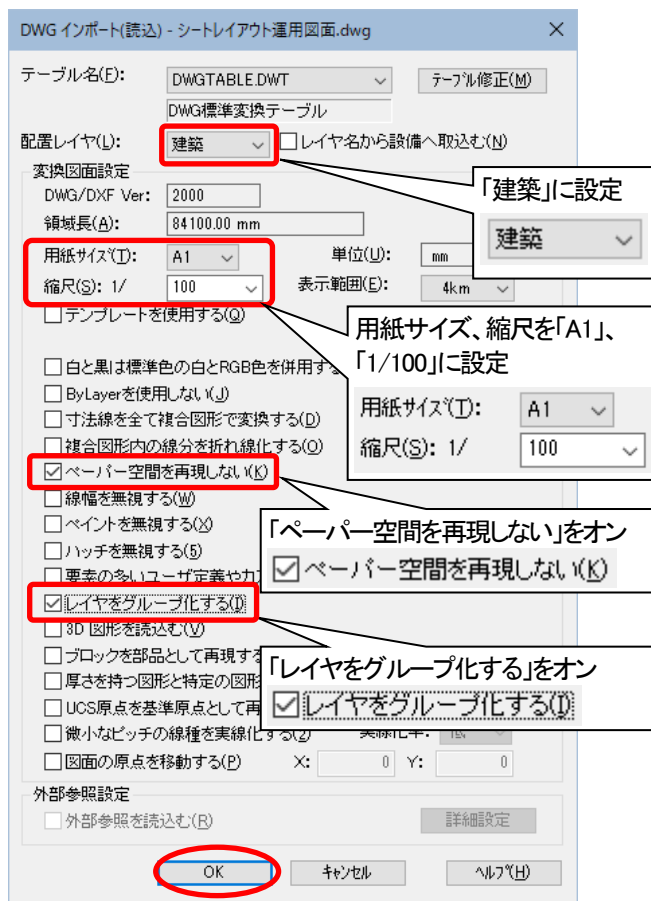 DWG インポート(読込) - シートレイアウト運用図面.dwg
テーブル名(F): DWGTABLE.DWT テーブル修正(M)
DWG標準変換テーブル
配置レイヤ(L): 建築 レイヤ名から設備へ取込む(N)
変換図面設定
DWG/DXF Ver: 2000
「建築」に設定
領域長(A): 84100.00 mm
建築
用紙サイズ(T): A1 単位(U): mm
縮尺(S): 1/ 100 表示範囲(E): 4km
テンプレートを使用する(Q)
用紙サイズ、縮尺を「A1」、
「1/100」に設定
白と黒は標準色の白とRGB色を併用す
ByLayerを使用しない(J)
用紙サイズ(T): A1
寸法線を全て複合図形で変換する(D)
縮尺(S): 1/ 100
複合図形内の線分を折れ線化する(O)
ペーパー空間を再現しない(K)
線幅を無視する(W)
ペイントを無視する(X)
「ペーパー空間を再現しない」をオン
ハッチを無視する(5)
ペーパー空間を再現しない(K)
要素の多いユーザ定義や
レイヤをグループ化する(I)
3D 図形を読込む(V)
ブロックを部品として再現す
「レイヤをグループ化する」をオン
厚さを持つ図形と特定の図形
レイヤをグループ化する(I)
UCS原点を基準原点として再
微小なピッチの線種を実線化する(2) 実線化率: 低
図面の原点を移動する(P) X: 0 Y: 0
外部参照設定
外部参照を読込む(R) 詳細設定
OK キャンセル ヘルプ(H)